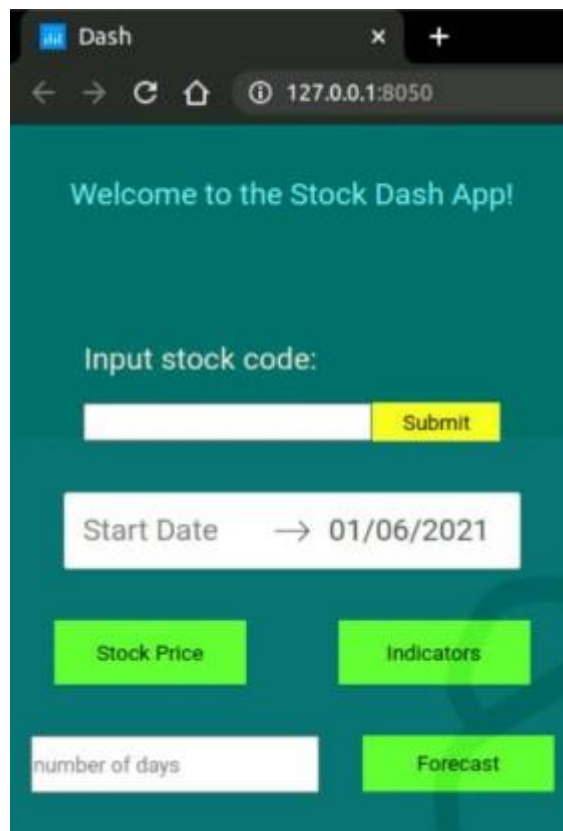 Dash
127.0.0.1:8050
Welcome to the Stock Dash App!
Input stock code:
Submit
Start Date → 01/06/2021
Stock Price
Indicators
number of days
Forecast